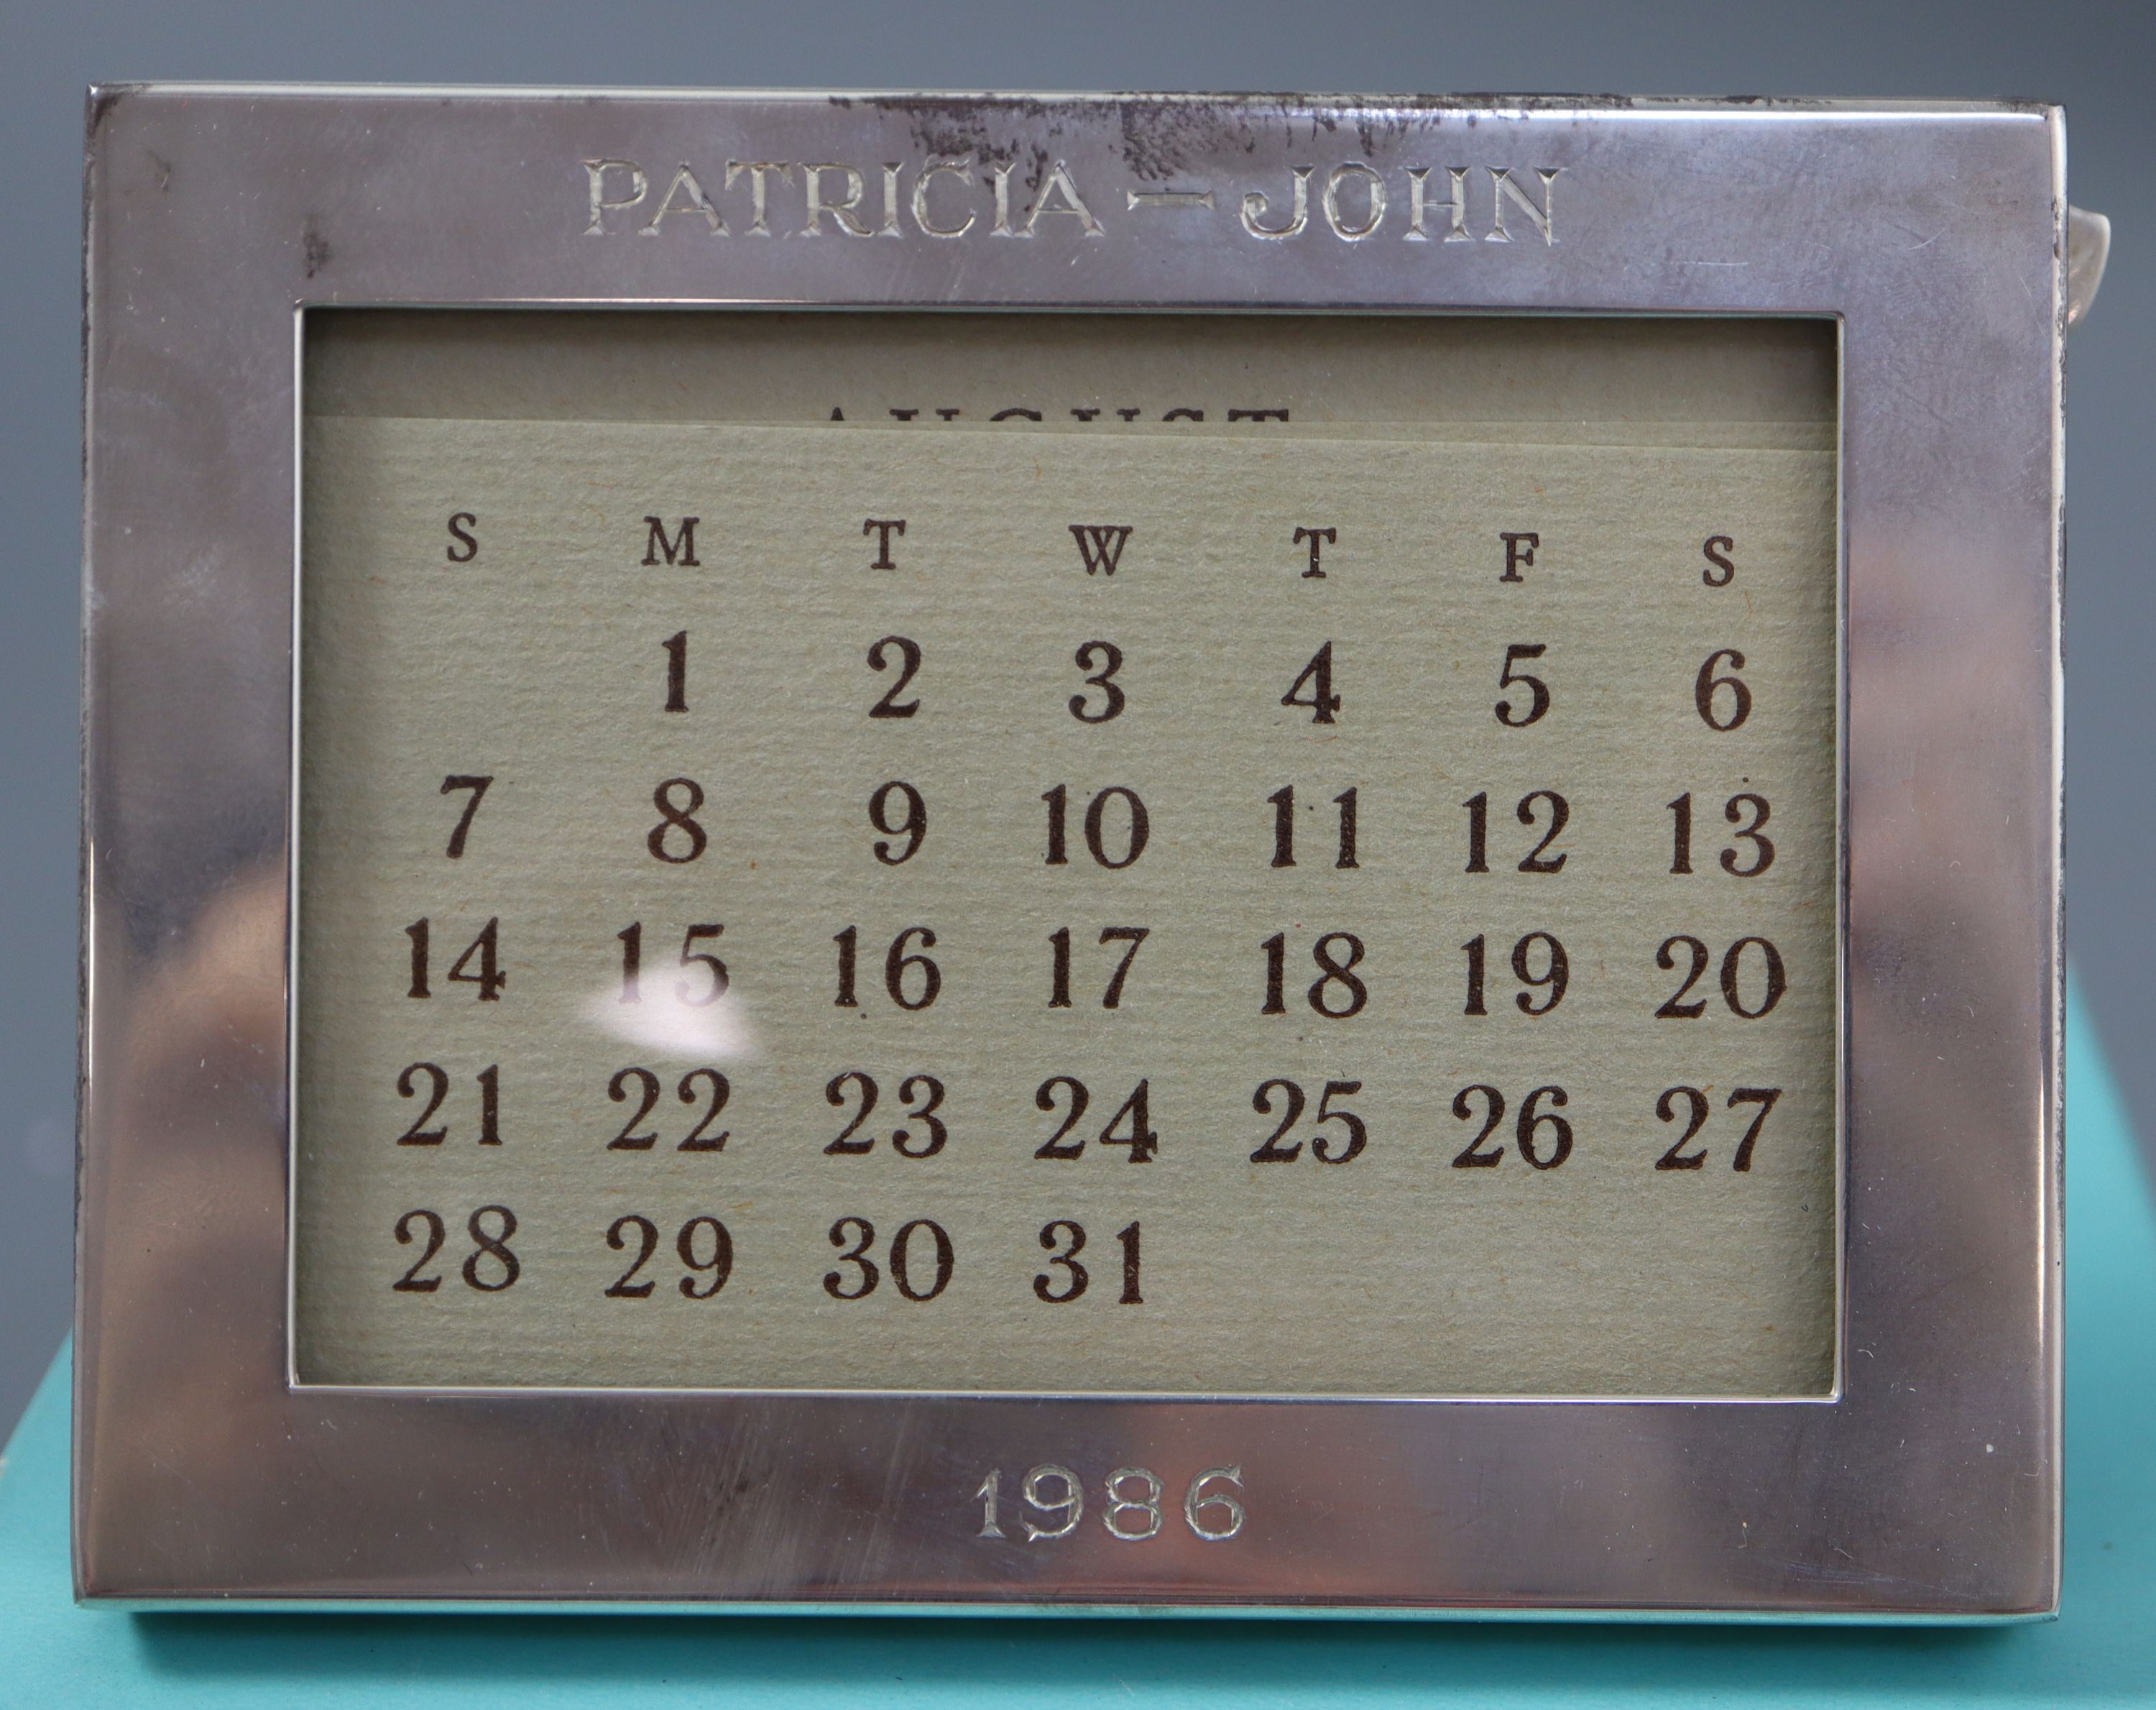 PATRICIA — JOHN
AUGUST
S M T W T F S
1 2 3 4 5 6
7 8 9 10 11 12 13
14 15 16 17 18 19 20
21 22 23 24 25 26 27
28 29 30 31
1986